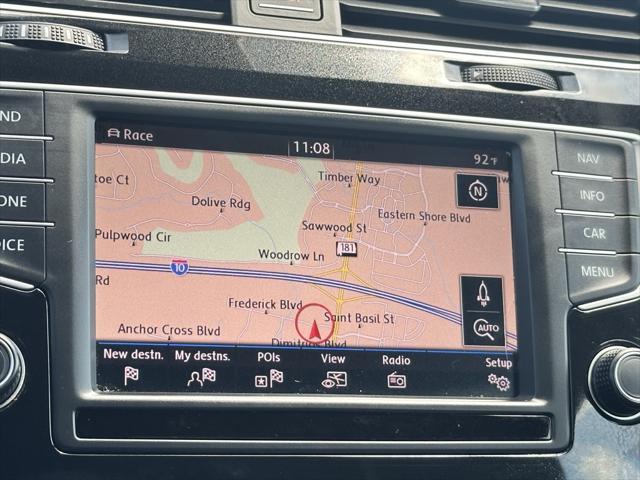 Race
11:08
92°F
Timber Way
toe Ct
N
Dolive Rdg
Eastern Shore Blvd
Pulpwood Cir
Sawwood St
181
Woodrow Ln
10
Rd
Frederick Blvd
Saint Basil St
AUTO
Anchor Cross Blvd
Dimitrios Blvd
New destn.
My destns.
POIs
View
Radio
Setup
ND
DIA
ONE
OICE
NAV
INFO
CAR
MENU